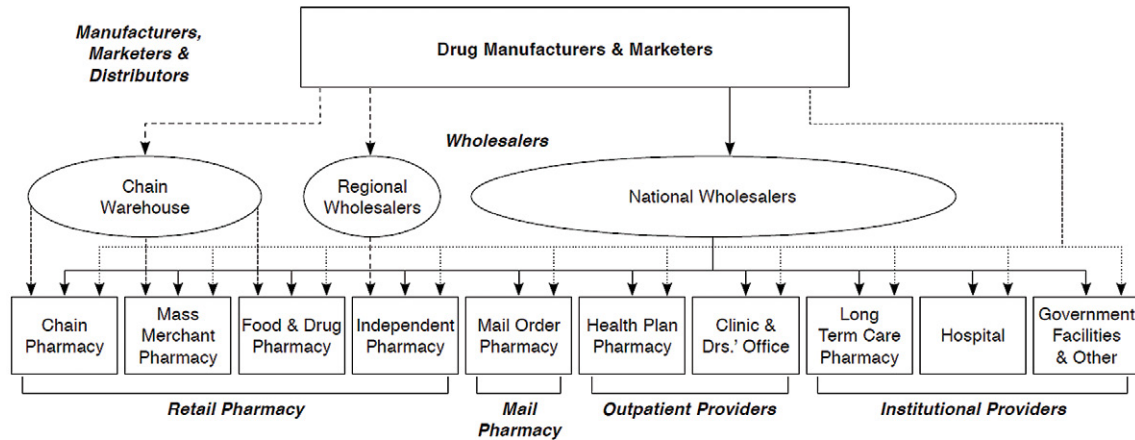 Manufacturers,
Marketers &
Distributors
Drug Manufacturers & Marketers
Wholesalers
Chain
Warehouse
Regional
Wholesalers
National Wholesalers
Chain
Pharmacy
Mass
Merchant
Pharmacy
Food & Drug
Pharmacy
Independent
Pharmacy
Mail Order
Pharmacy
Health Plan
Pharmacy
Clinic &
Drs.' Office
Long
Term Care
Pharmacy
Hospital
Government
Facilities
& Other
Retail Pharmacy
Mail
Pharmacy
Outpatient Providers
Institutional Providers